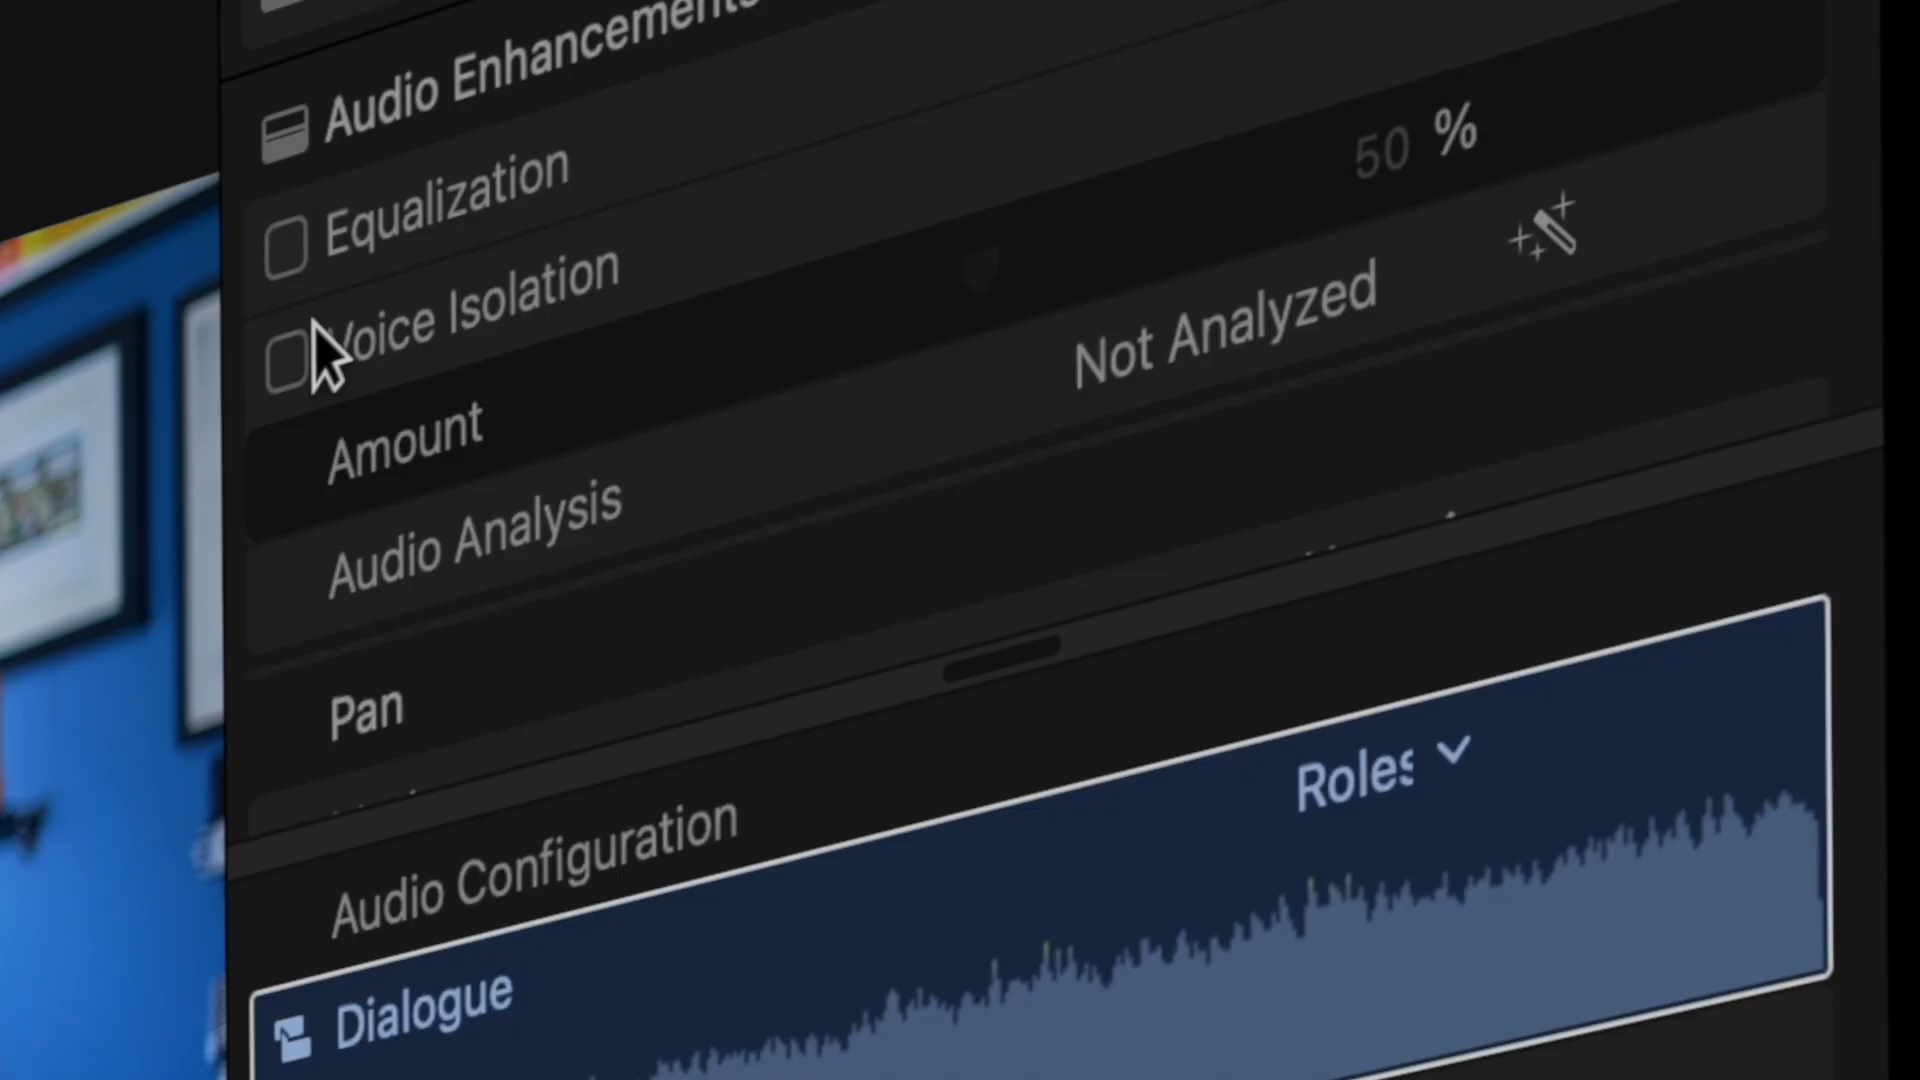 Audio Enhancements
Equalization
Voice Isolation
Amount 50 %
Audio Analysis Not Analyzed
Pan
Audio Configuration
Roles
Dialogue